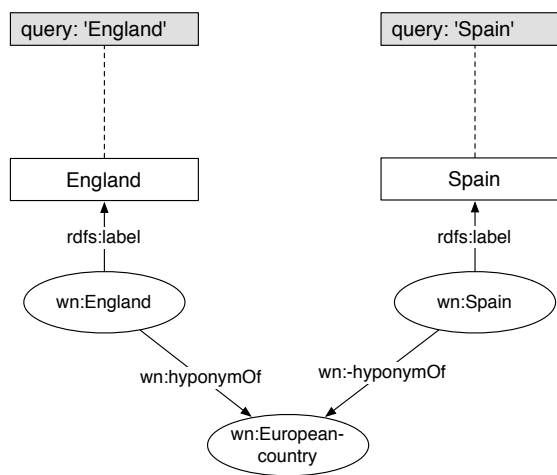 query: 'England'
query: 'Spain'
England
Spain
rdfs:label
rdfs:label
wn:England
wn:Spain
wn:hyponymOf
wn:-hyponymOf
wn:European-
country